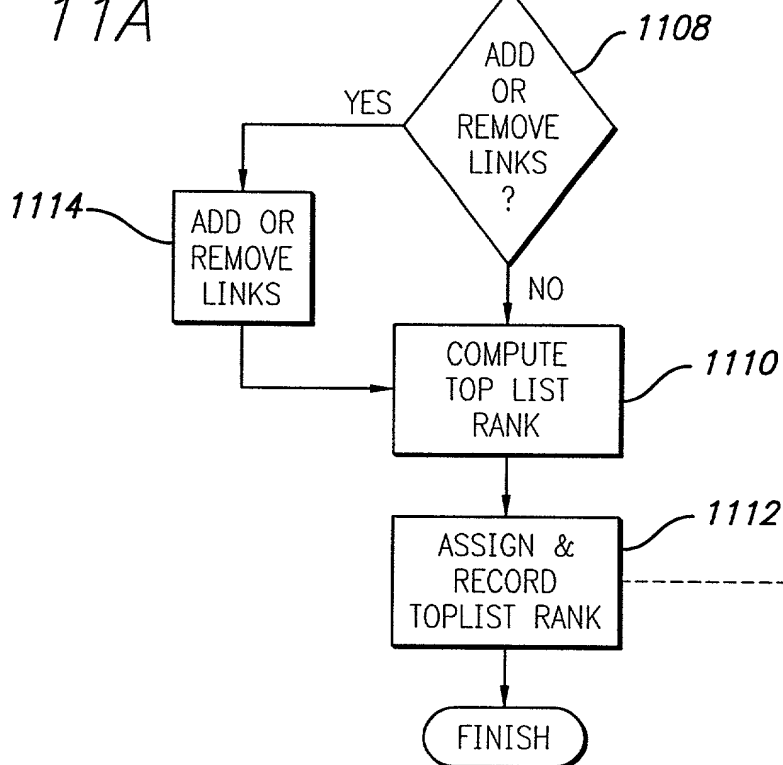 11A
ADD
OR
REMOVE
LINKS
?
1108
YES
1114
ADD OR
REMOVE
LINKS
NO
COMPUTE
TOP LIST
RANK
1110
ASSIGN &
RECORD
TOPLIST RANK
1112
FINISH